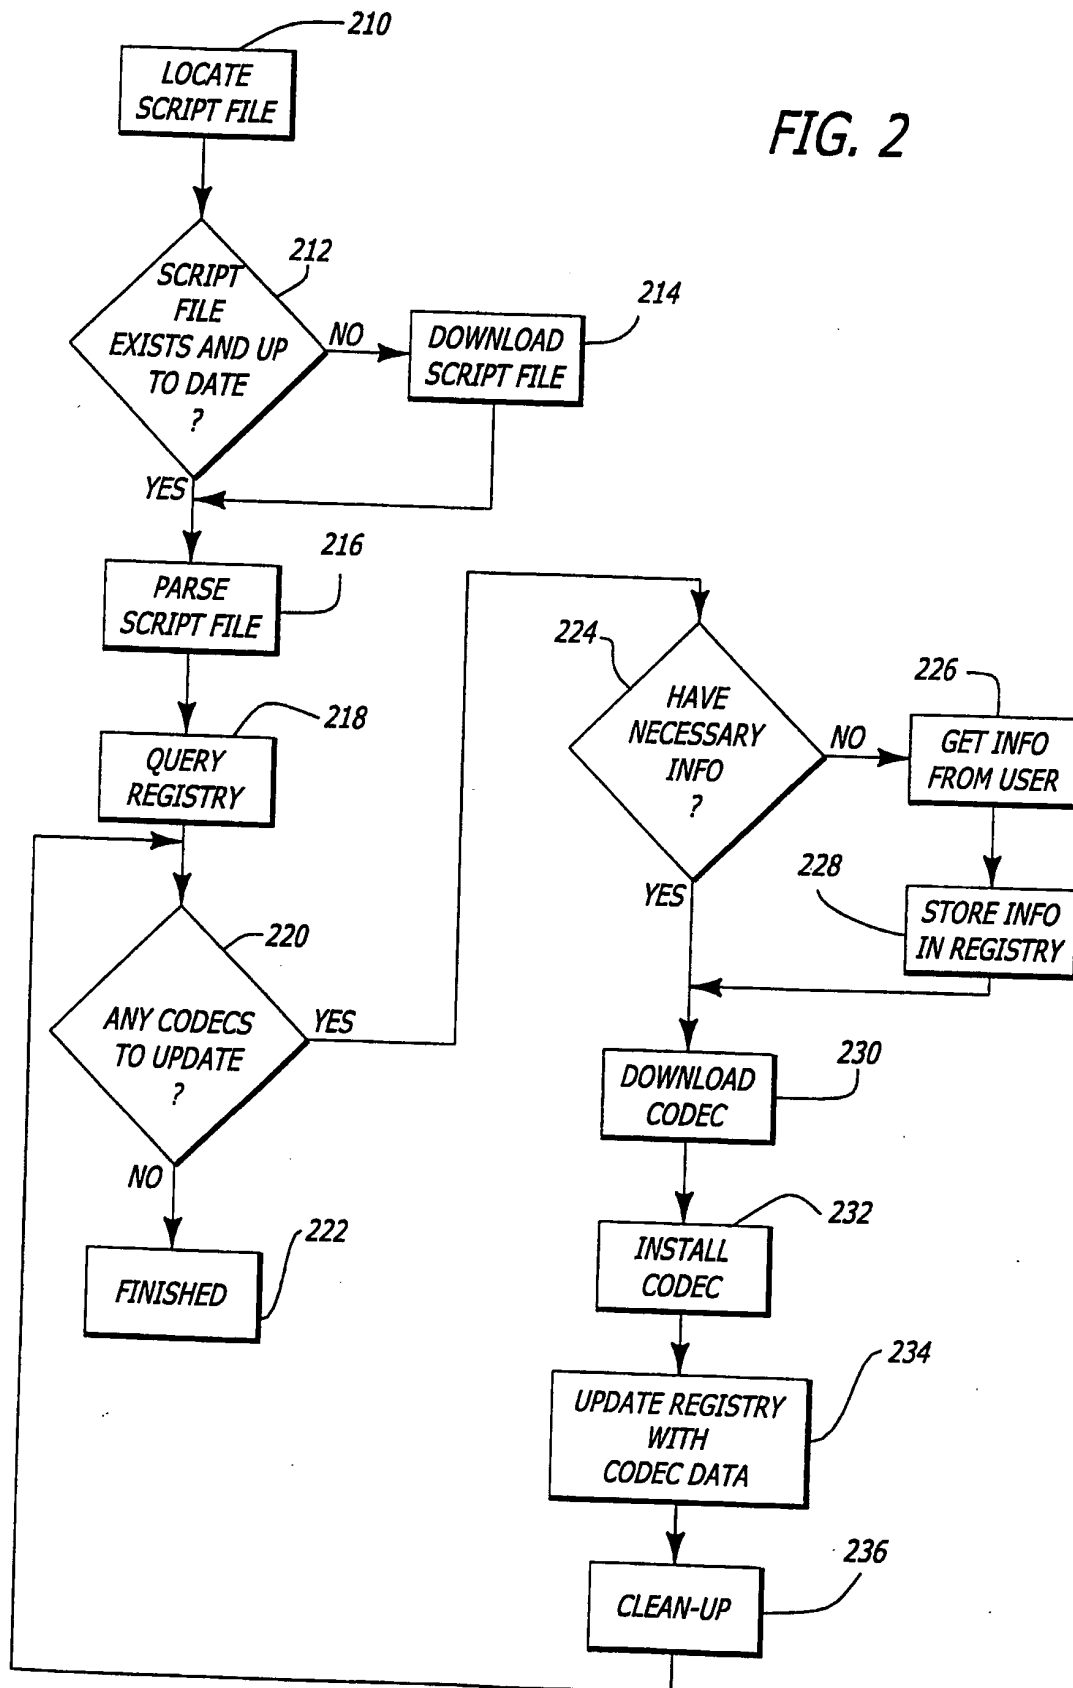 210
LOCATE
SCRIPT FILE
FIG. 2
212
SCRIPT
FILE
EXISTS AND UP
TO DATE
?
NO
214
DOWNLOAD
SCRIPT FILE
YES
216
PARSE
SCRIPT FILE
218
QUERY
REGISTRY
220
ANY CODECS
TO UPDATE
?
YES
NO
222
FINISHED
224
HAVE
NECESSARY
INFO
?
NO
226
GET INFO
FROM USER
228
STORE INFO
IN REGISTRY
YES
230
DOWNLOAD
CODEC
232
INSTALL
CODEC
234
UPDATE REGISTRY
WITH
CODEC DATA
236
CLEAN-UP